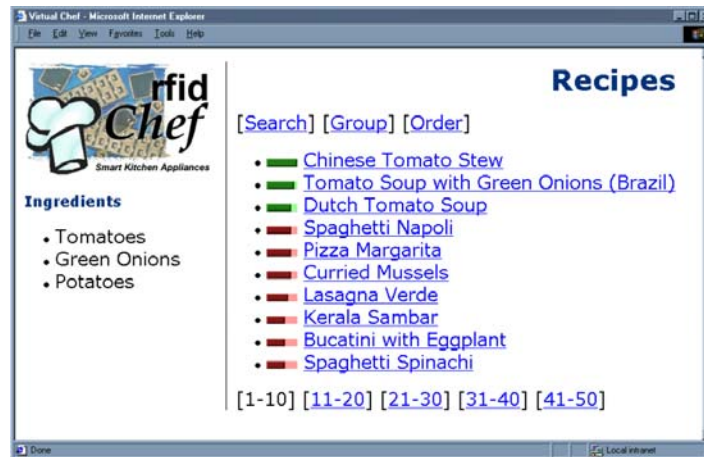 Virtual Chef - Microsoft Internet Explorer
File Edit View Favorites Tools Help
rfid
Chef
Smart Kitchen Appliances
Ingredients
Tomatoes
Green Onions
Potatoes
Recipes
[Search] [Group] [Order]
Chinese Tomato Stew
Tomato Soup with Green Onions (Brazil)
Dutch Tomato Soup
Spaghetti Napoli
Pizza Margarita
Curried Mussels
Lasagna Verde
Kerala Sambar
Bucatini with Eggplant
Spaghetti Spinachi
[1-10] [11-20] [21-30] [31-40] [41-50]
Done
Local intranet